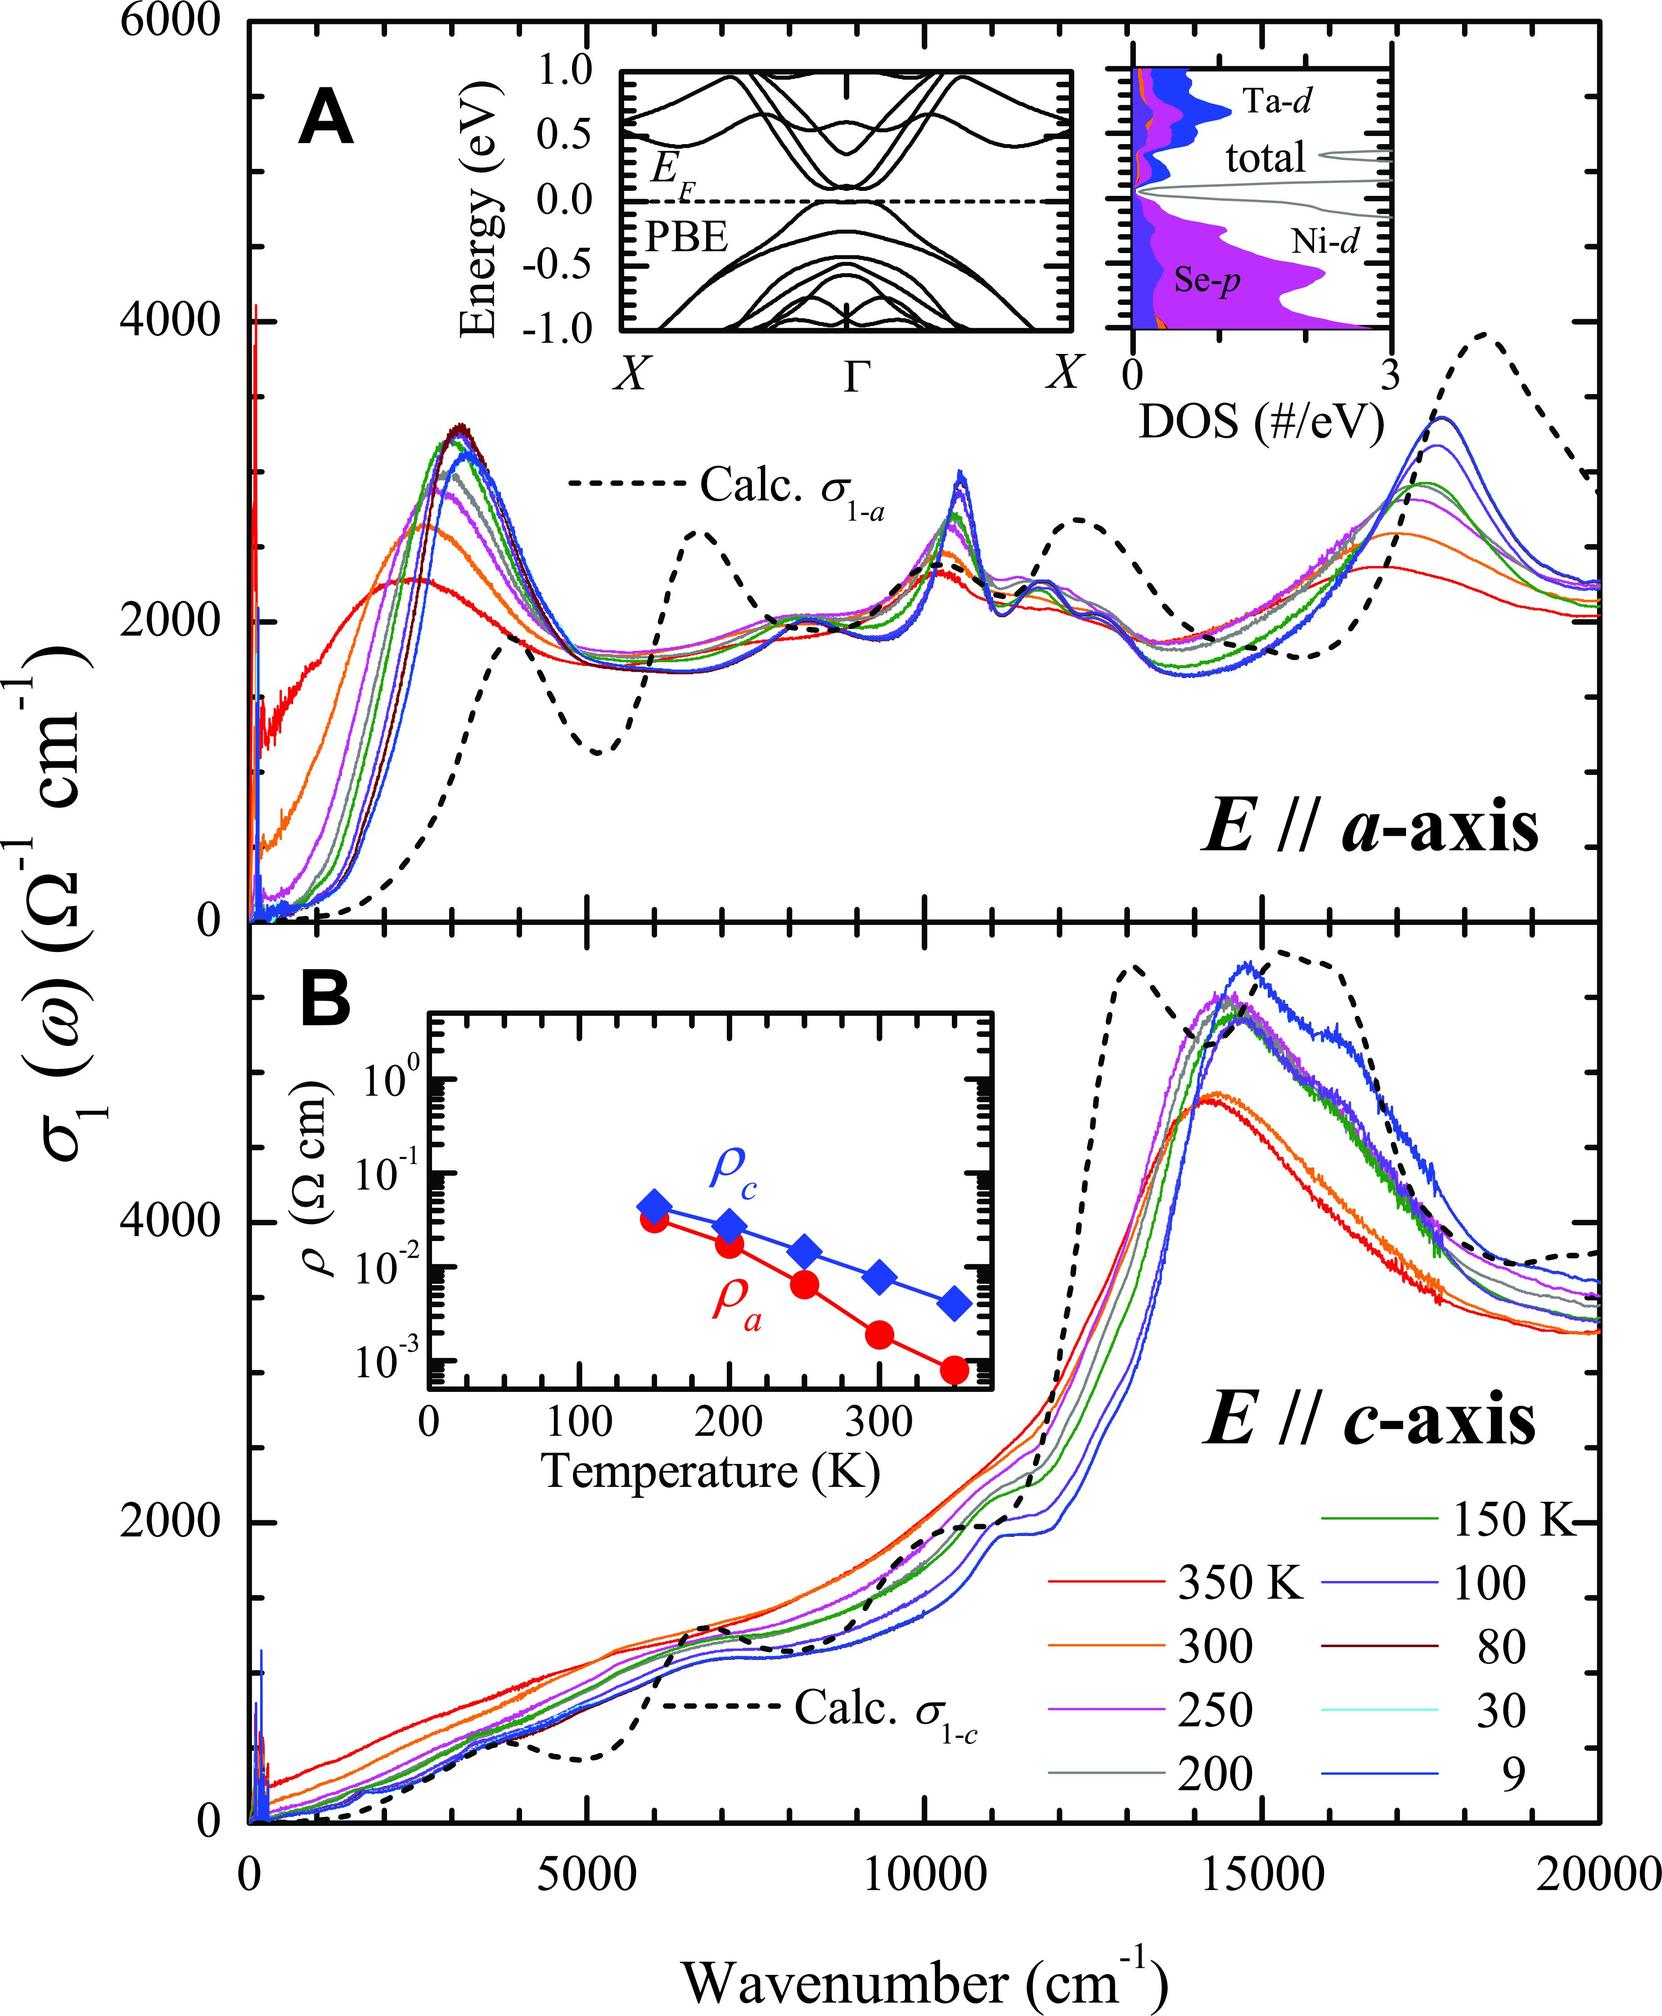 6000
4000
2000
0
4000
2000
0
σ1 (ω) (Ω-1 cm-1)
A
Energy (eV)
1.0
0.5
0.0
-0.5
-1.0
EF
PBE
X Γ X
Ta-d
total
Ni-d
Se-p
0 3
DOS (#/eV)
Calc. σ1-a
E // a-axis
B
ρ (Ω cm)
100
10-1
10-2
10-3
ρc
ρa
0 100 200 300
Temperature (K)
E // c-axis
Calc. σ1-c
350 K
300
250
200
150 K
100
80
30
9
0 5000 10000 15000 20000
Wavenumber (cm-1)